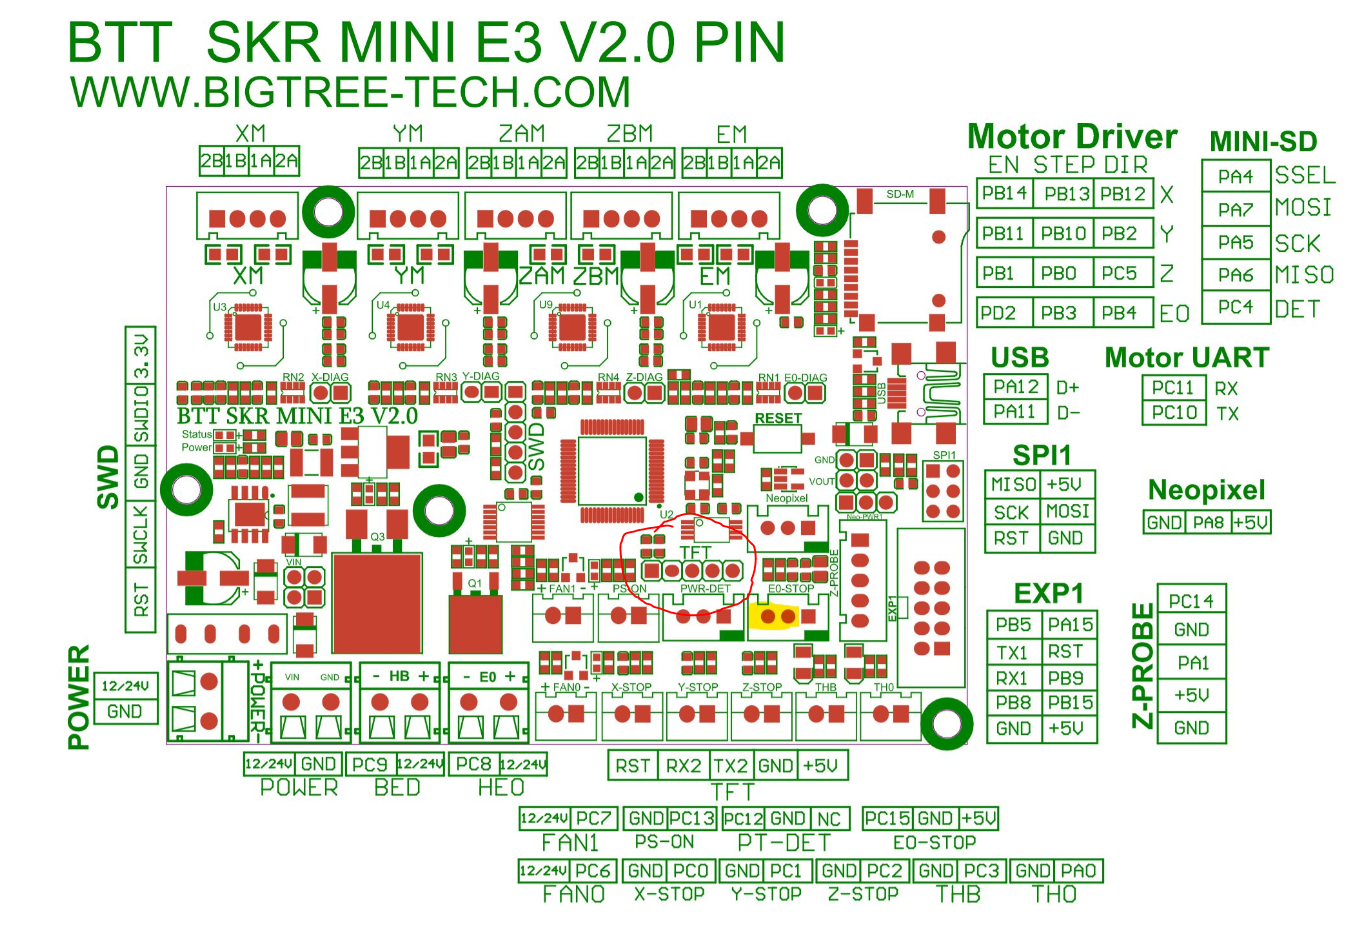 BTT SKR MINI E3 V2.0 PIN
WWW.BIGTREE-TECH.COM
XM YM ZAM ZBM EM
2B 1B 1A 2A 2B 1B 1A 2A 2B 1B 1A 2A 2B 1B 1A 2A 2B 1B 1A 2A
Motor Driver
EN STEP DIR
PB14 PB13 PB12 X
PB11 PB10 PB2 Y
PB1 PB0 PC5 Z
PD2 PB3 PB4 E0
MINI-SD
PA4 SSEL
PA7 MOSI
PA5 SCK
PA6 MISO
PC4 DET
SD-M
XM YM ZAM ZBM EM
U3 U4 U9 U1
+ + + + +
RN2 X-DIAG RN3 Y-DIAG RN4 Z-DIAG RN1 E0-DIAG
BTT SKR MINI E3 V2.0
Status +
Power +
SWD
RESET
USB
GND
VOUT
Neopixel
Neo-PWR1
SPI1
U2
Q3
VIN
Q1
TFT
+ FAN1 - PS-ON PWR-DET E0-STOP
Z-PROBE
EXP1
+ FAN0 - X-STOP Y-STOP Z-STOP THB TH0
+POWER-
VIN GND
- HB +
- E0 +
SWD
3.3V
SWDIO
GND
SWCLK
RST
POWER
12/24V
GND
USB
PA12 D+
PA11 D-
Motor UART
PC11 RX
PC10 TX
SPI1
MISO +5V
SCK MOSI
RST GND
Neopixel
GND PA8 +5V
EXP1
PB5 PA15
TX1 RST
RX1 PB9
PB8 PB15
GND +5V
Z-PROBE
PC14
GND
PA1
+5V
GND
12/24V GND PC9 12/24V PC8 12/24V
POWER BED HE0
RST RX2 TX2 GND +5V
TFT
12/24V PC7 GND PC13 PC12 GND NC PC15 GND +5V
FAN1 PS-ON PT-DET E0-STOP
12/24V PC6 GND PC0 GND PC1 GND PC2 GND PC3 GND PA0
FAN0 X-STOP Y-STOP Z-STOP THB TH0